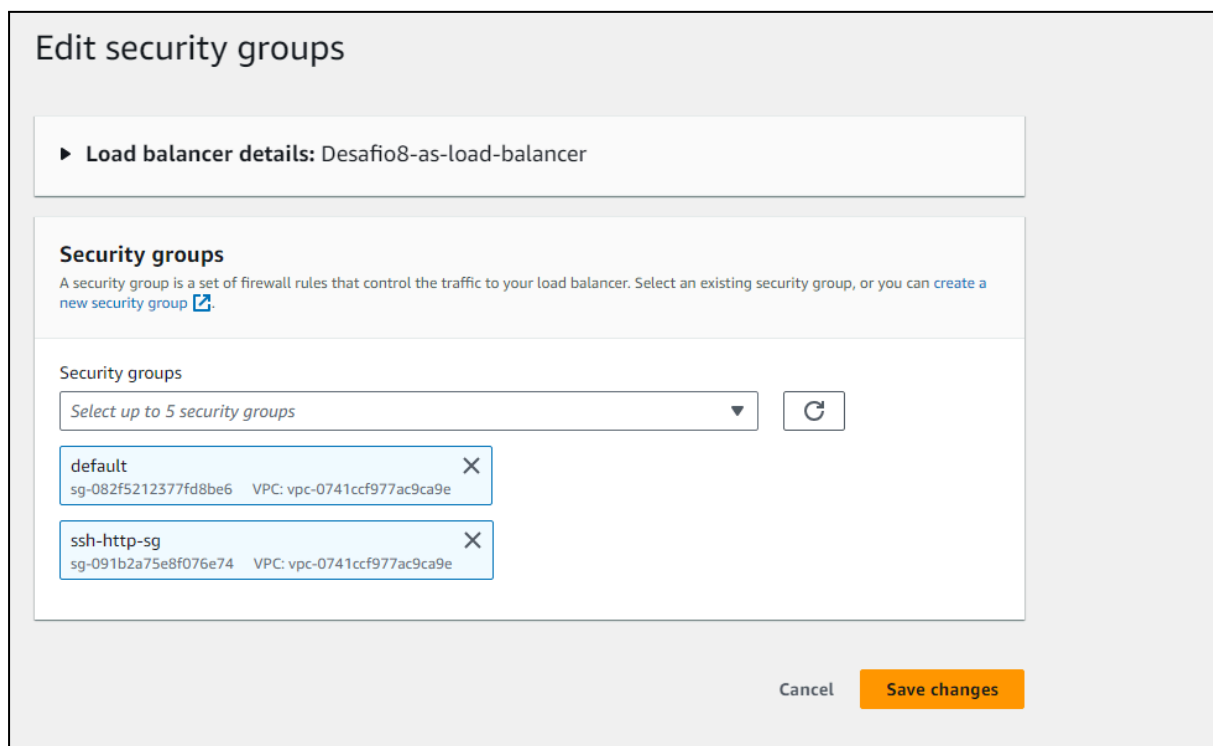 Edit security groups
Load balancer details: Desafio8-as-load-balancer
Security groups
A security group is a set of firewall rules that control the traffic to your load balancer. Select an existing security group, or you can create a
new security group.
Security groups
Select up to 5 security groups
default
sg-082f5212377fd8be6 VPC: vpc-0741ccf977ac9ca9e
ssh-http-sg
sg-091b2a75e8f076e74 VPC: vpc-0741ccf977ac9ca9e
Cancel Save changes